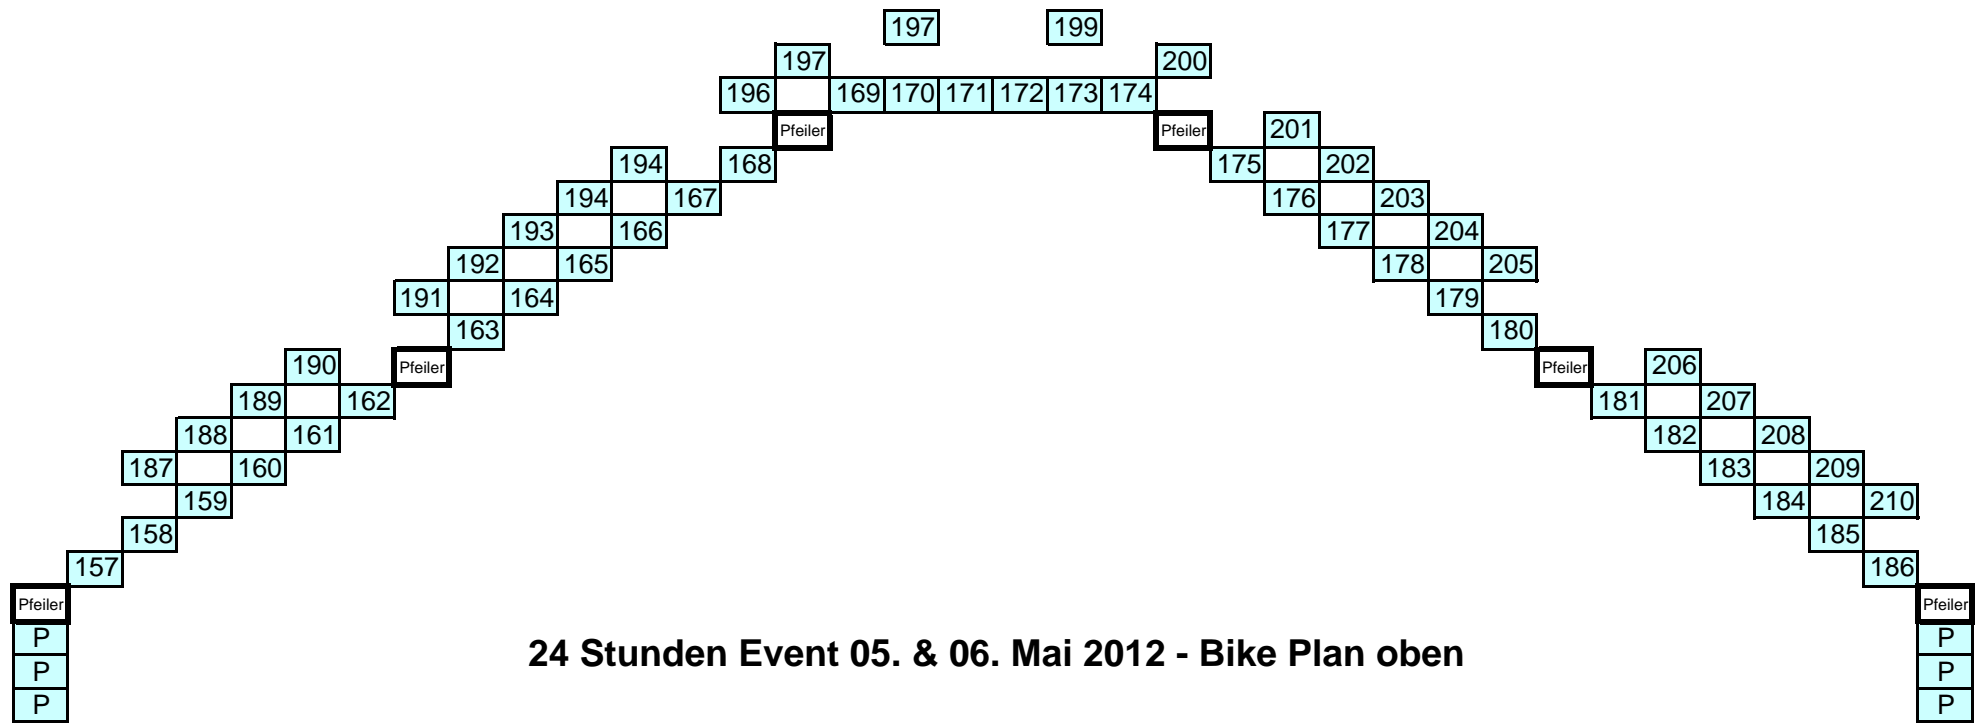 197 199
197 200
196 169 170 171 172 173 174
Pfeiler Pfeiler 201
194 168 175 202
194 167 176 203
193 166 177 204
192 165 178 205
191 164 179
163 180
190 Pfeiler Pfeiler 206
189 162 181 207
188 161 182 208
187 160 183 209
159 184 210
158 185
157 186
Pfeiler Pfeiler
P P
24 Stunden Event 05. & 06. Mai 2012 - Bike Plan oben
P P
P P